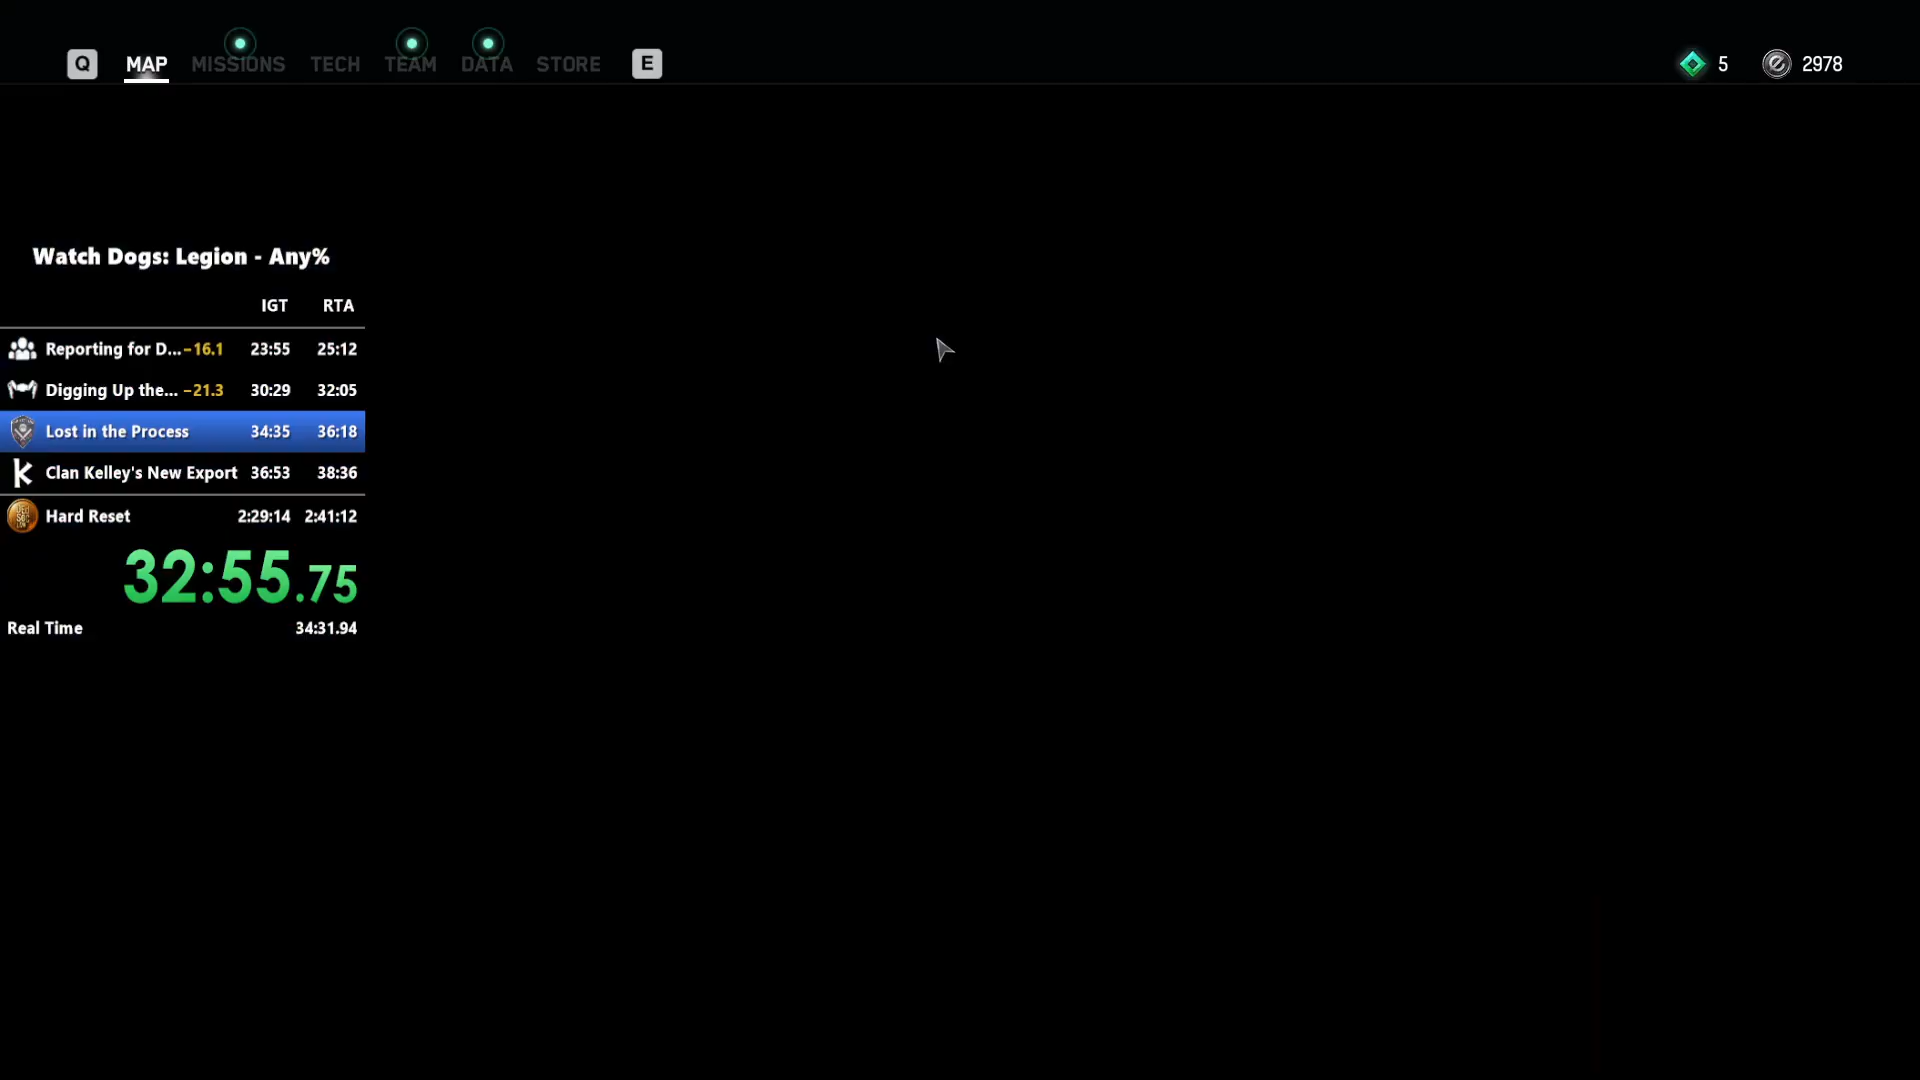 Q MAP MISSIONS TECH TEAM DATA STORE E 5 2978
Watch Dogs: Legion - Any%
IGT RTA
Reporting for D... -16.1 23:55 25:12
Digging Up the... -21.3 30:29 32:05
Lost in the Process 34:35 36:18
Clan Kelley's New Export 36:53 38:36
Hard Reset 2:29:14 2:41:12
32:55.75
Real Time 34:31.94